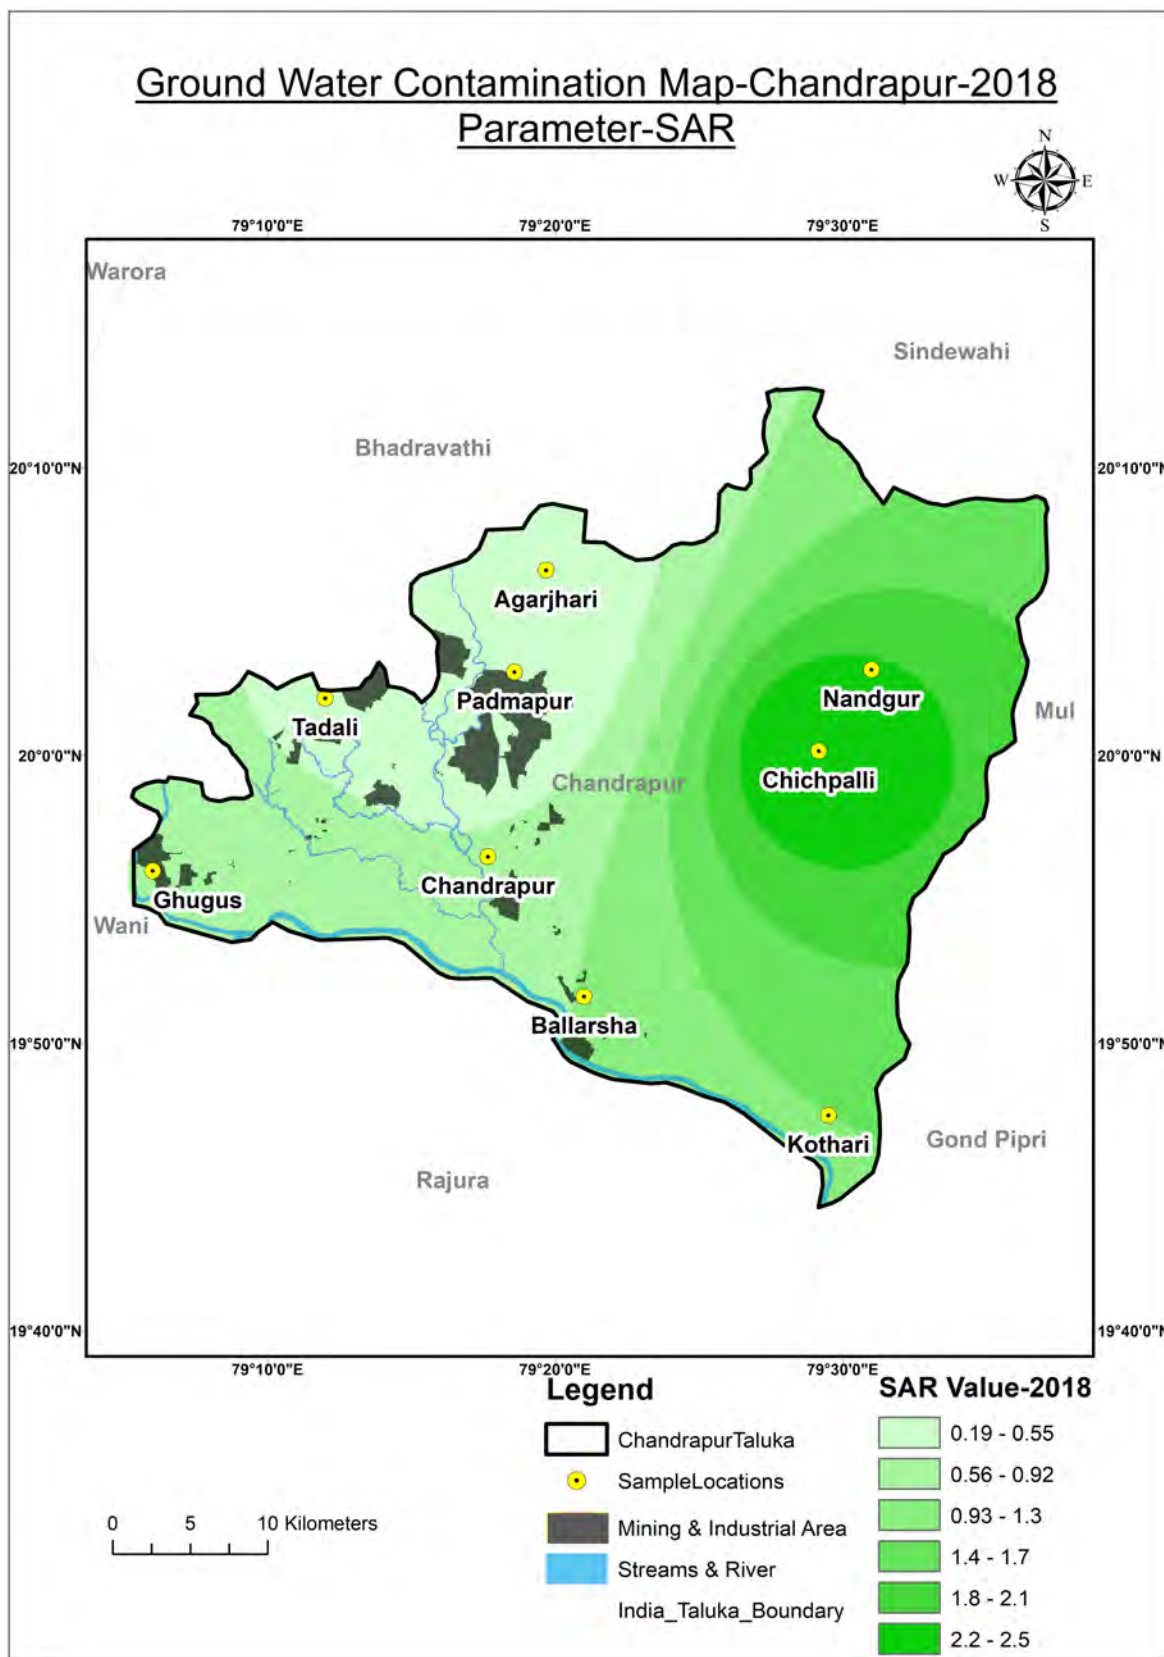 Ground Water Contamination Map-Chandrapur-2018
Parameter-SAR
N
W E
S
79°10'0"E 79°20'0"E 79°30'0"E
Warora
Sindewahi
Bhadravathi
20°10'0"N 20°10'0"N
Agarjhari
Padmapur
Nandgur
Tadali
Mul
20°0'0"N 20°0'0"N
Chandrapur
Chichpalli
Chandrapur
Ghugus
Wani
Ballarsha
19°50'0"N 19°50'0"N
Kothari
Gond Pipri
Rajura
19°40'0"N 19°40'0"N
79°10'0"E 79°20'0"E 79°30'0"E
Legend
ChandrapurTaluka
SampleLocations
Mining & Industrial Area
Streams & River
India_Taluka_Boundary
SAR Value-2018
0.19 - 0.55
0.56 - 0.92
0.93 - 1.3
1.4 - 1.7
1.8 - 2.1
2.2 - 2.5
0 5 10 Kilometers